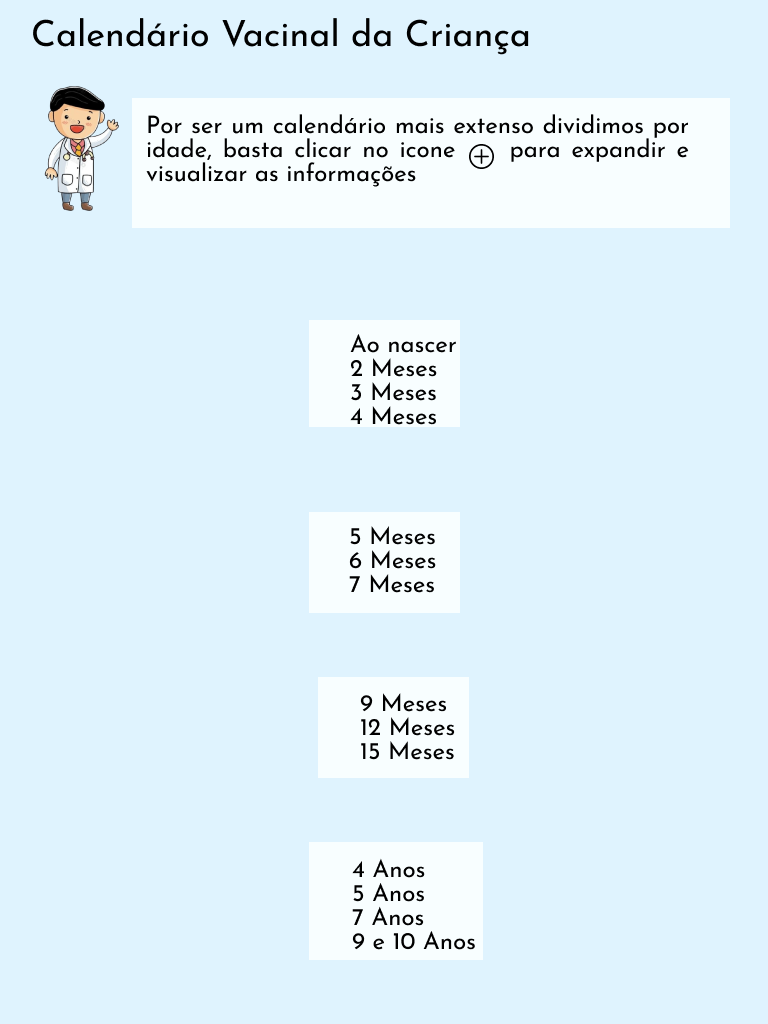 Calendário Vacinal da Criança
Por ser um calendário mais extenso dividimos por
idade, basta clicar no icone para expandir e
visualizar as informações
Ao nascer
2 Meses
3 Meses
4 Meses
5 Meses
6 Meses
7 Meses
9 Meses
12 Meses
15 Meses
4 Anos
5 Anos
7 Anos
9 e 10 Anos